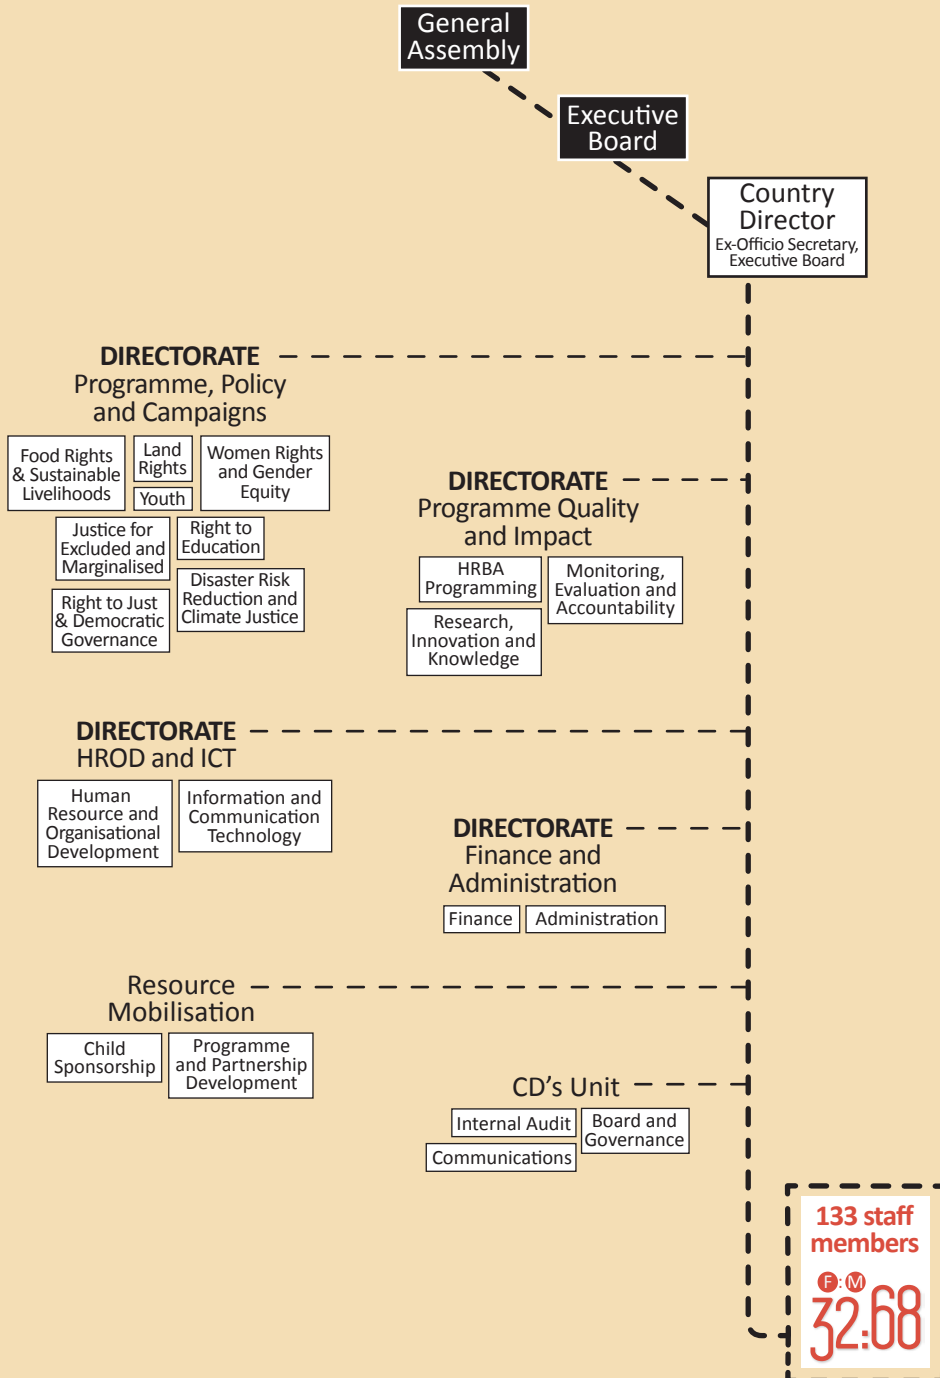 General
Assembly
Executive
Board
Country
Director
Ex-Officio Secretary,
Executive Board
DIRECTORATE
Programme, Policy
and Campaigns
Food Rights
& Sustainable
Livelihoods
Land
Rights
Youth
Women Rights
and Gender
Equity
Justice for
Excluded and
Marginalised
Right to
Education
Right to Just
& Democratic
Governance
Disaster Risk
Reduction and
Climate Justice
DIRECTORATE
Programme Quality
and Impact
HRBA
Programming
Monitoring,
Evaluation and
Accountability
Research,
Innovation and
Knowledge
DIRECTORATE
HROD and ICT
Human
Resource and
Organisational
Development
Information and
Communication
Technology
DIRECTORATE
Finance and
Administration
Finance
Administration
Resource
Mobilisation
Child
Sponsorship
Programme
and Partnership
Development
CD's Unit
Internal Audit
Board and
Governance
Communications
133 staff
members
F:M
32:68